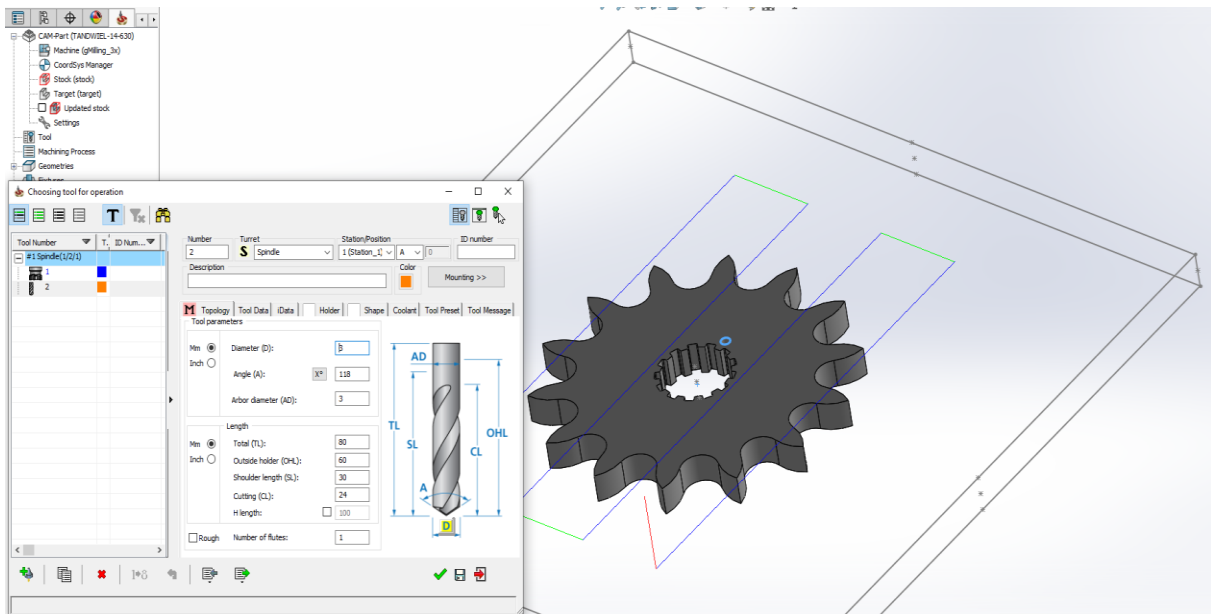 CAM-Part (TANDWIEL-14-630)
Machine (gMilling_3x)
CoordSys Manager
Stock (stock)
Target (target)
Updated stock
Settings
Tool
Machining Process
Geometries
Fixtures
Choosing tool for operation
T
Tool Number T. ID Num...
#1 Spindle(1/2/1)
1
2
Number Turret Station/Position ID number
2 S Spindle 1 (Station_1) A 0
Description Color
Mounting >>
M Topology Tool Data iData Holder Shape Coolant Tool Preset Tool Message
Tool parameters
Mm Diameter (D): 3
Inch
Angle (A): X° 118
Arbor diameter (AD): 3
Length
Mm Total (TL): 80
Inch Outside holder (OHL): 60
Shoulder length (SL): 30
Cutting (CL): 24
H length: 100
Rough Number of flutes: 1
AD
TL
SL
OHL
CL
A
D